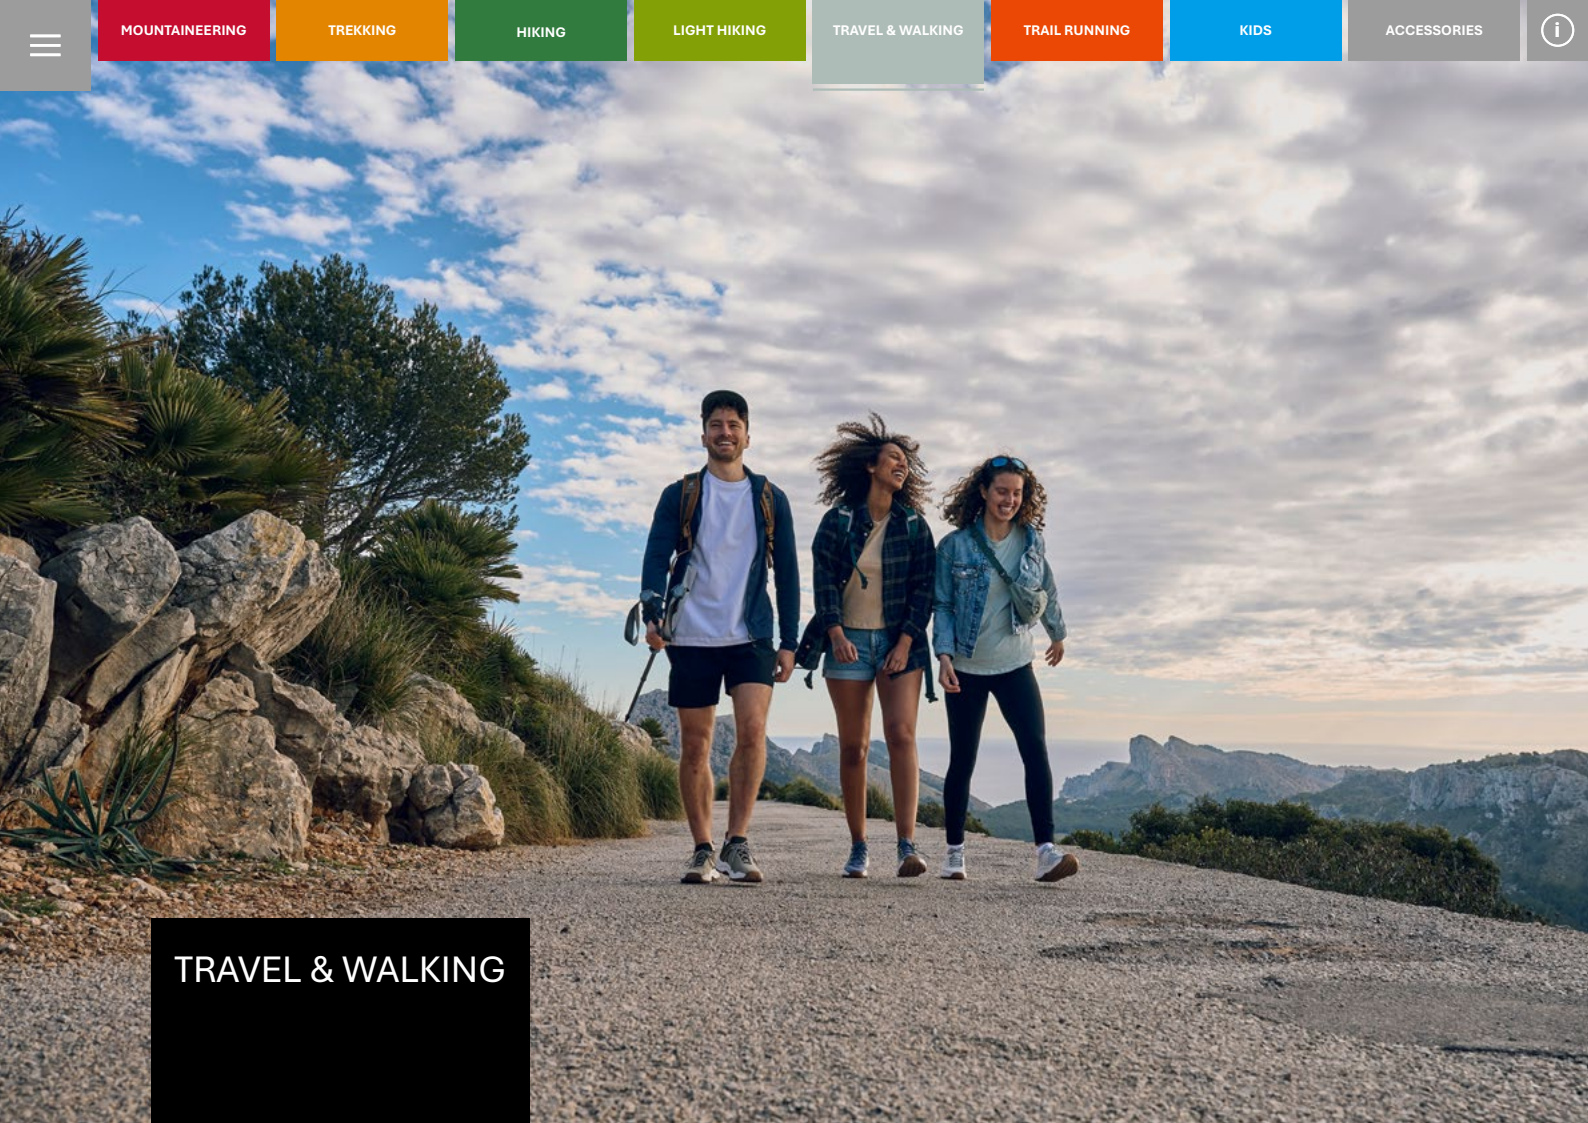 MOUNTAINEERING
TREKKING
HIKING
LIGHT HIKING
TRAVEL & WALKING
TRAIL RUNNING
KIDS
ACCESSORIES
i
TRAVEL & WALKING